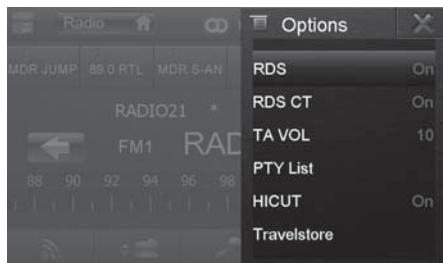 Radio
Options
MDR JUMP 89.0 RTL MDR S-AN
RADIO21 *
FM1 RAD
88 90 92 94 96 98
RDS On
RDS CT On
TA VOL 10
PTY List
HICUT On
Travelstore